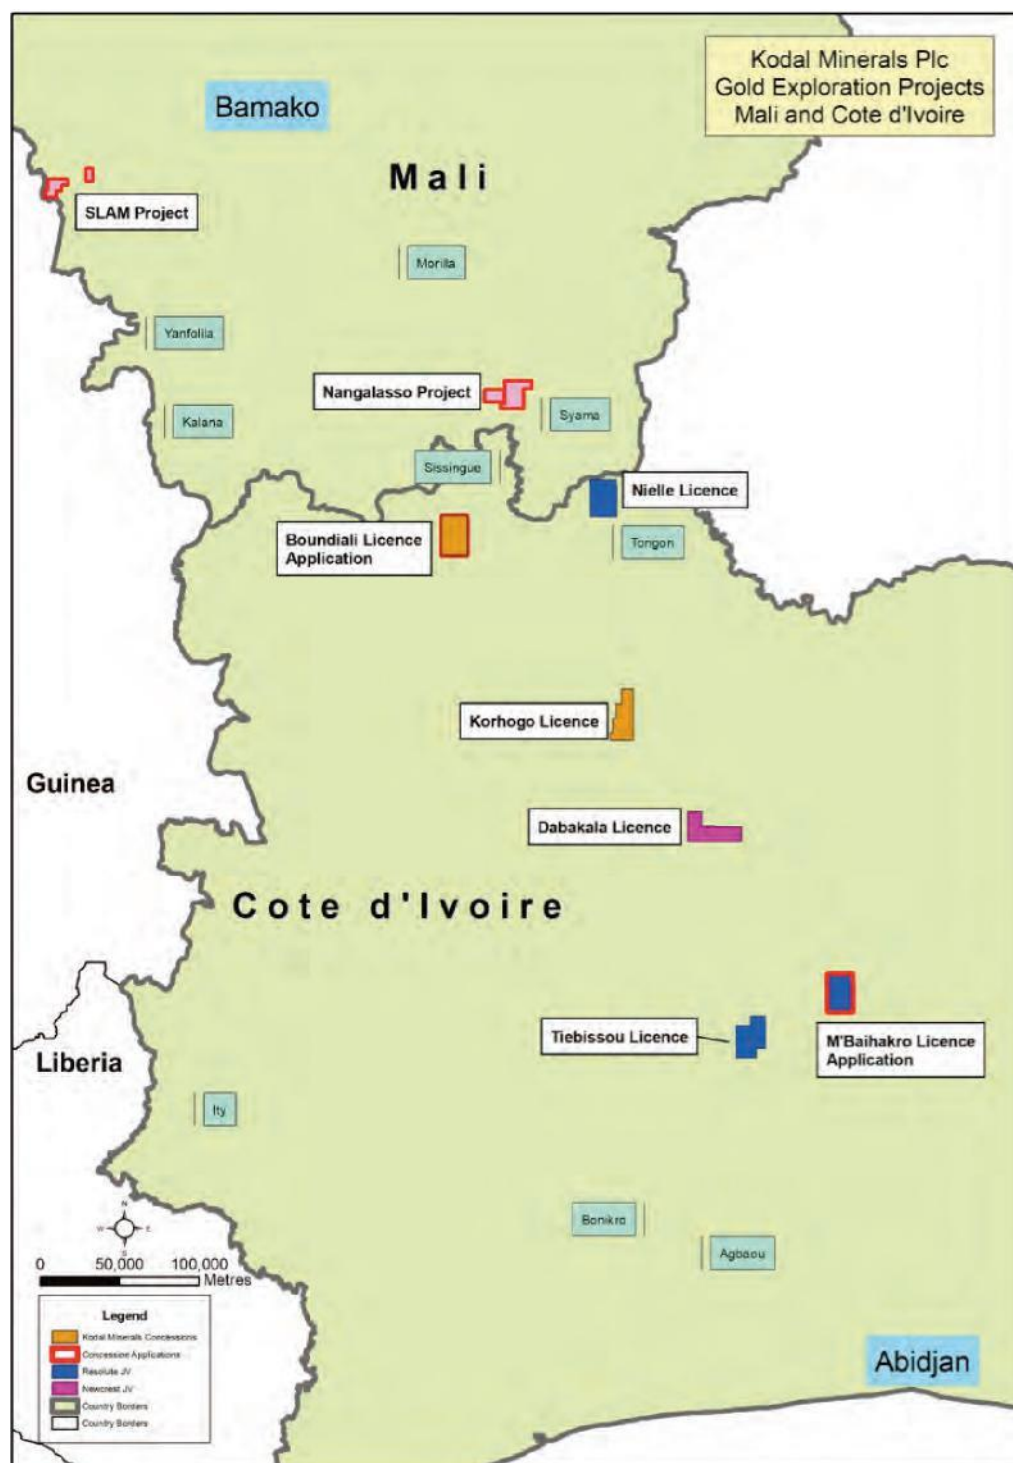 Kodal Minerals Plc
Gold Exploration Projects
Mali and Cote d'Ivoire
Bamako
Mali
SLAM Project
Morila
Yanfolila
Nangalasso Project
Kalana
Syama
Sissingue
Nielle Licence
Boundiali Licence
Application
Tongon
Korhogo Licence
Guinea
Dabakala Licence
Cote d'Ivoire
Tiebissou Licence
M'Baihakro Licence
Application
Liberia
Ity
N
W
E
S
Bonikro
Agbaou
0 50,000 100,000
Metres
Legend
Kodal Minerals Concessions
Concession Applications
Resolute JV
Newcrest JV
Country Borders
Country Borders
Abidjan